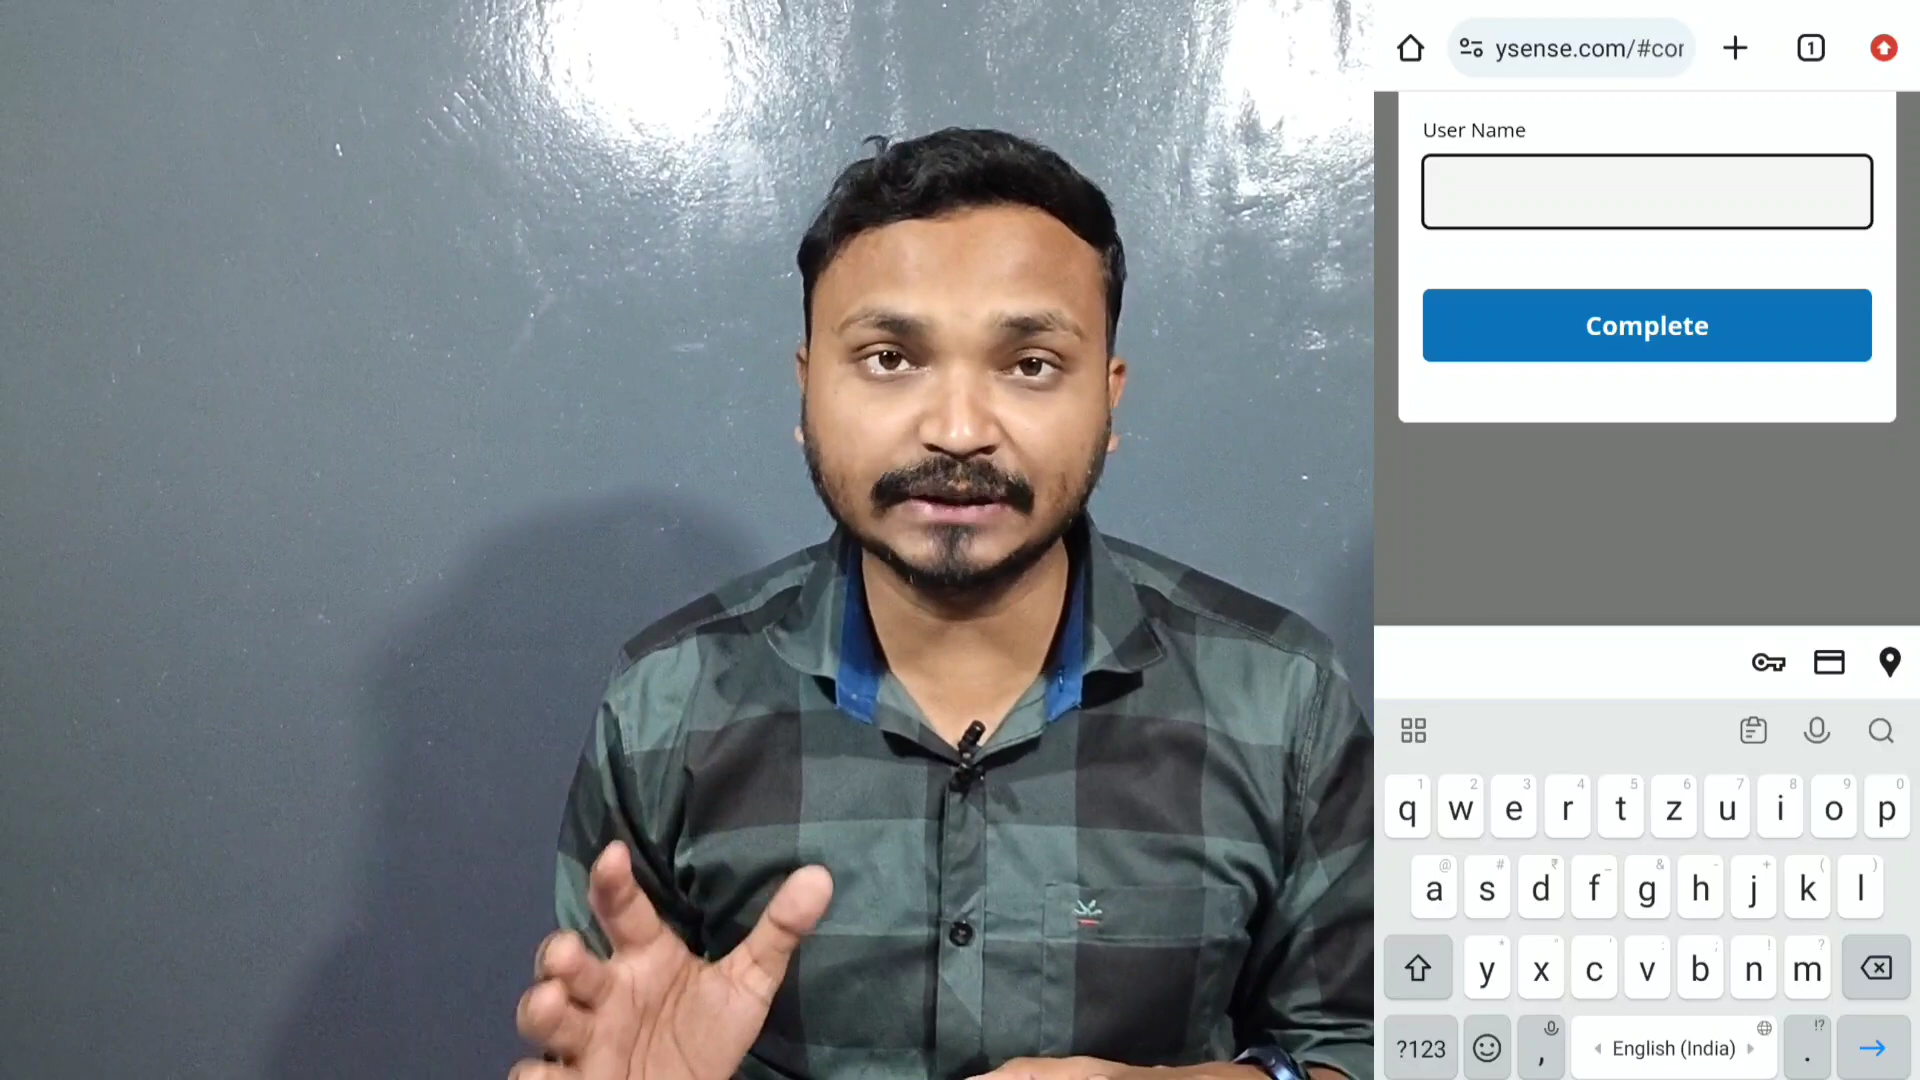 ysense.com/#cor
1
User Name
Complete
1 2 3 4 5 6 7 8 9 0
q w e r t z u i o p
@ # ₹ _ & - + ( )
a s d f g h j k l
* " ' : ; ! ?
y x c v b n m
!?
?123 , English (India) .